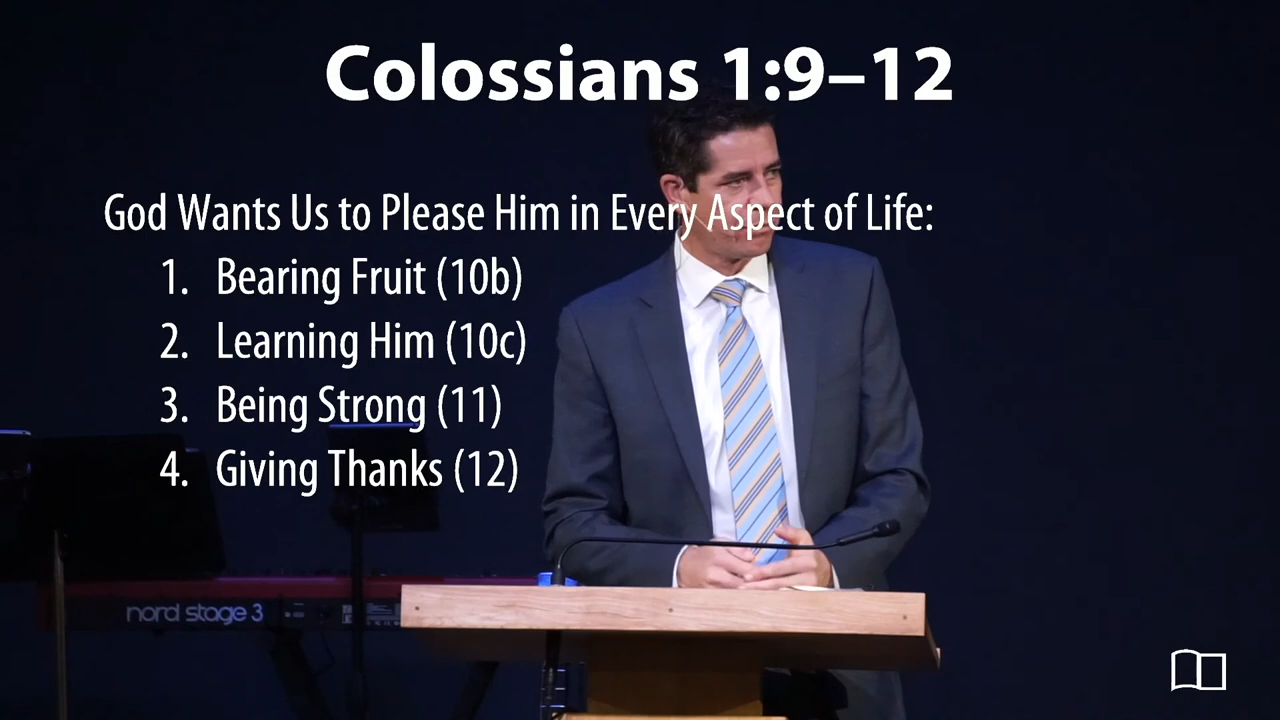 Colossians 1:9–12
God Wants Us to Please Him in Every Aspect of Life:
1. Bearing Fruit (10b)
2. Learning Him (10c)
3. Being Strong (11)
4. Giving Thanks (12)
nord stage 3